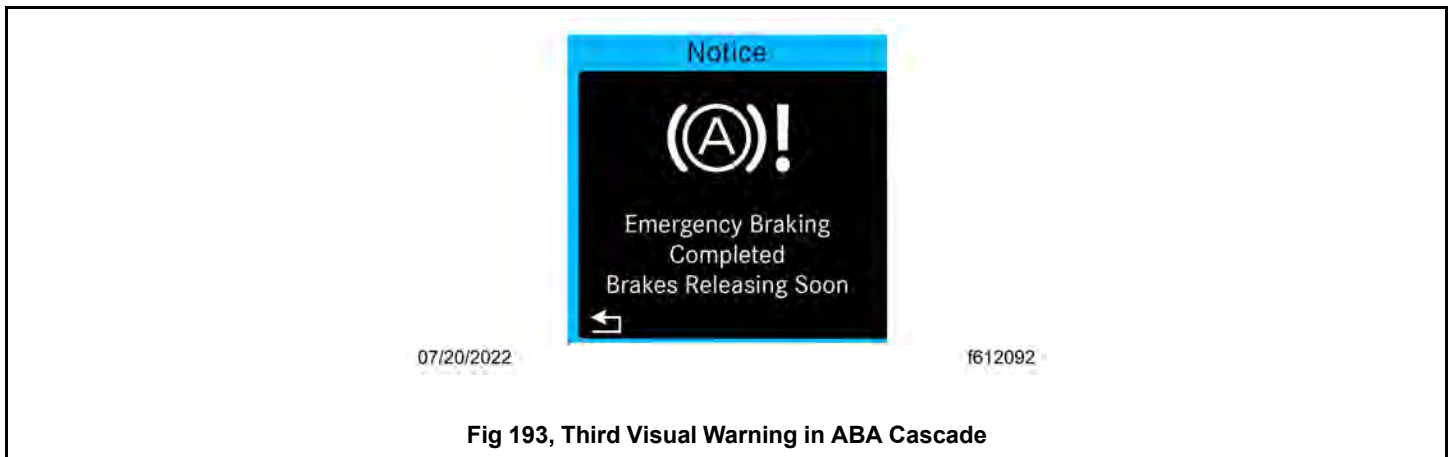 Notice
(A)!
Emergency Braking
Completed
Brakes Releasing Soon
07/20/2022
f612092
Fig 193, Third Visual Warning in ABA Cascade